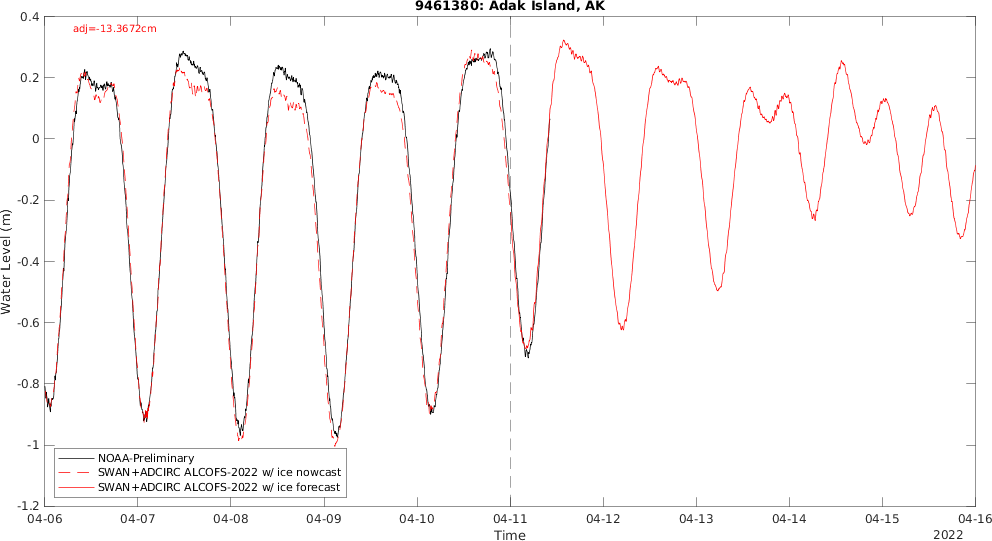 9461380: Adak Island, AK
adj=-13.3672cm
0.4
0.2
0
-0.2
-0.4
-0.6
-0.8
-1
-1.2
Water Level (m)
NOAA-Preliminary
SWAN+ADCIRC ALCOFS-2022 w/ ice nowcast
SWAN+ADCIRC ALCOFS-2022 w/ ice forecast
04-06 04-07 04-08 04-09 04-10 04-11 04-12 04-13 04-14 04-15 04-16
Time
2022